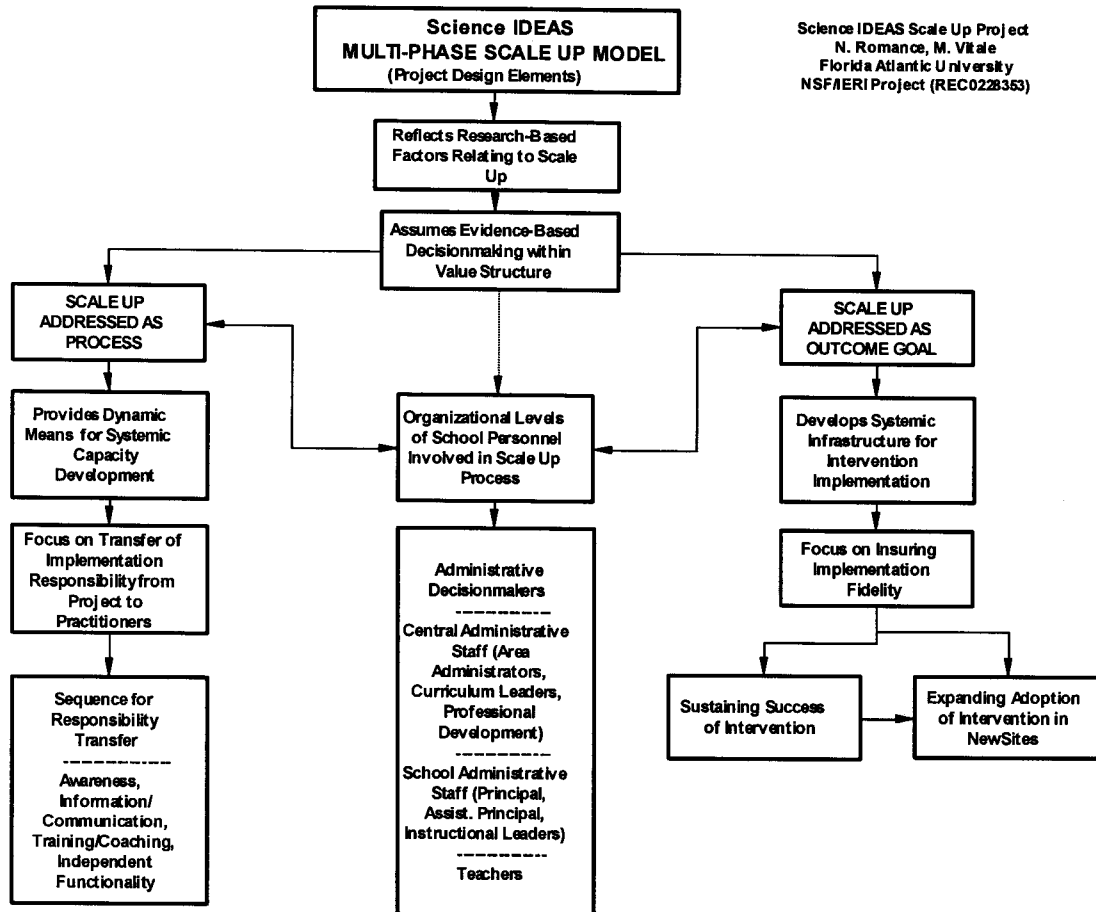 Science IDEAS
MULTI-PHASE SCALE UP MODEL
(Project Design Elements)
Science IDEAS Scale Up Project
N. Romance, M. Vitale
Florida Atlantic University
NSF/IERI Project (REC0228353)
Reflects Research-Based
Factors Relating to Scale
Up
Assumes Evidence-Based
Decisionmaking within
Value Structure
SCALE UP
ADDRESSED AS
PROCESS
Provides Dynamic
Means for Systemic
Capacity
Development
Focus on Transfer of
Implementation
Responsibility from
Project to
Practitioners
Sequence for
Responsibility
Transfer
-------------
Awareness,
Information/
Communication,
Training/Coaching,
Independent
Functionality
Organizational Levels
of School Personnel
Involved in Scale Up
Process
Administrative
Decisionmakers
-------------
Central Administrative
Staff (Area
Administrators,
Curriculum Leaders,
Professional
Development)
-------------
School Administrative
Staff (Principal,
Assist. Principal,
Instructional Leaders)
-------------
Teachers
SCALE UP
ADDRESSED AS
OUTCOME GOAL
Develops Systemic
Infrastructure for
Intervention
Implementation
Focus on Insuring
Implementation
Fidelity
Sustaining Success
of Intervention
Expanding Adoption
of Intervention in
NewSites